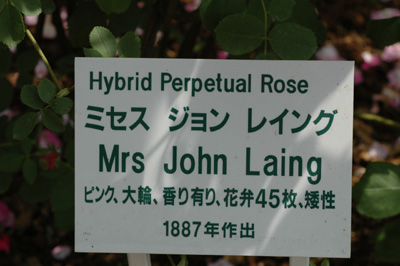 Hybrid Perpetual Rose
ミセス ジョン レイング
Mrs John Laing
ピンク、大輪、香り有り、花弁45枚、矮性
1887年作出